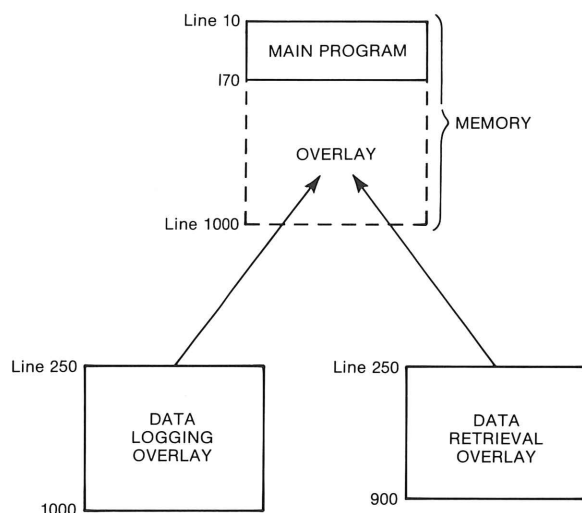 Line 10
MAIN PROGRAM
I70
MEMORY
OVERLAY
Line 1000
Line 250
DATA
LOGGING
OVERLAY
1000
Line 250
DATA
RETRIEVAL
OVERLAY
900